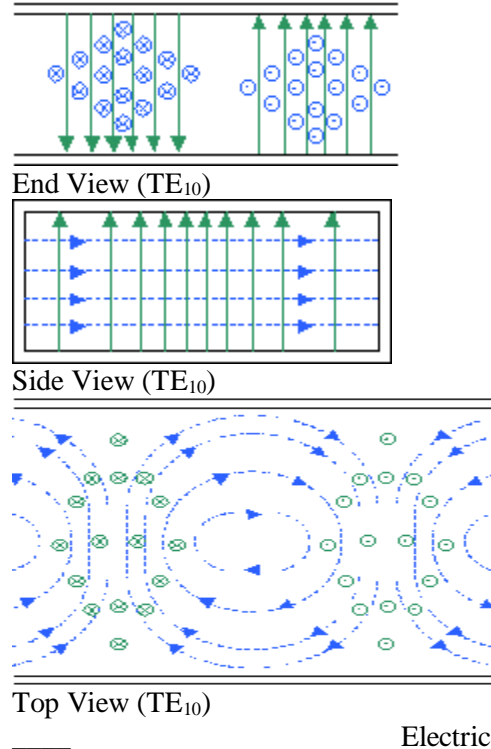 End View (TE₁₀)
Side View (TE₁₀)
Top View (TE₁₀)
Electric